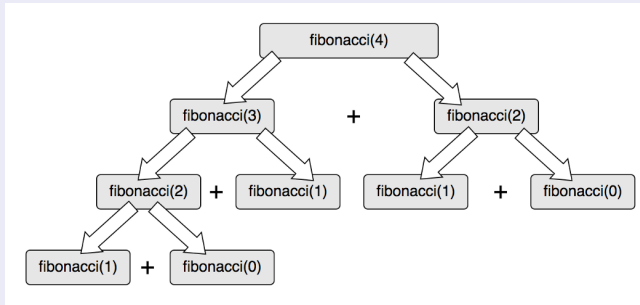 fibonacci(4)
fibonacci(3) + fibonacci(2)
fibonacci(2) + fibonacci(1) fibonacci(1) + fibonacci(0)
fibonacci(1) + fibonacci(0)